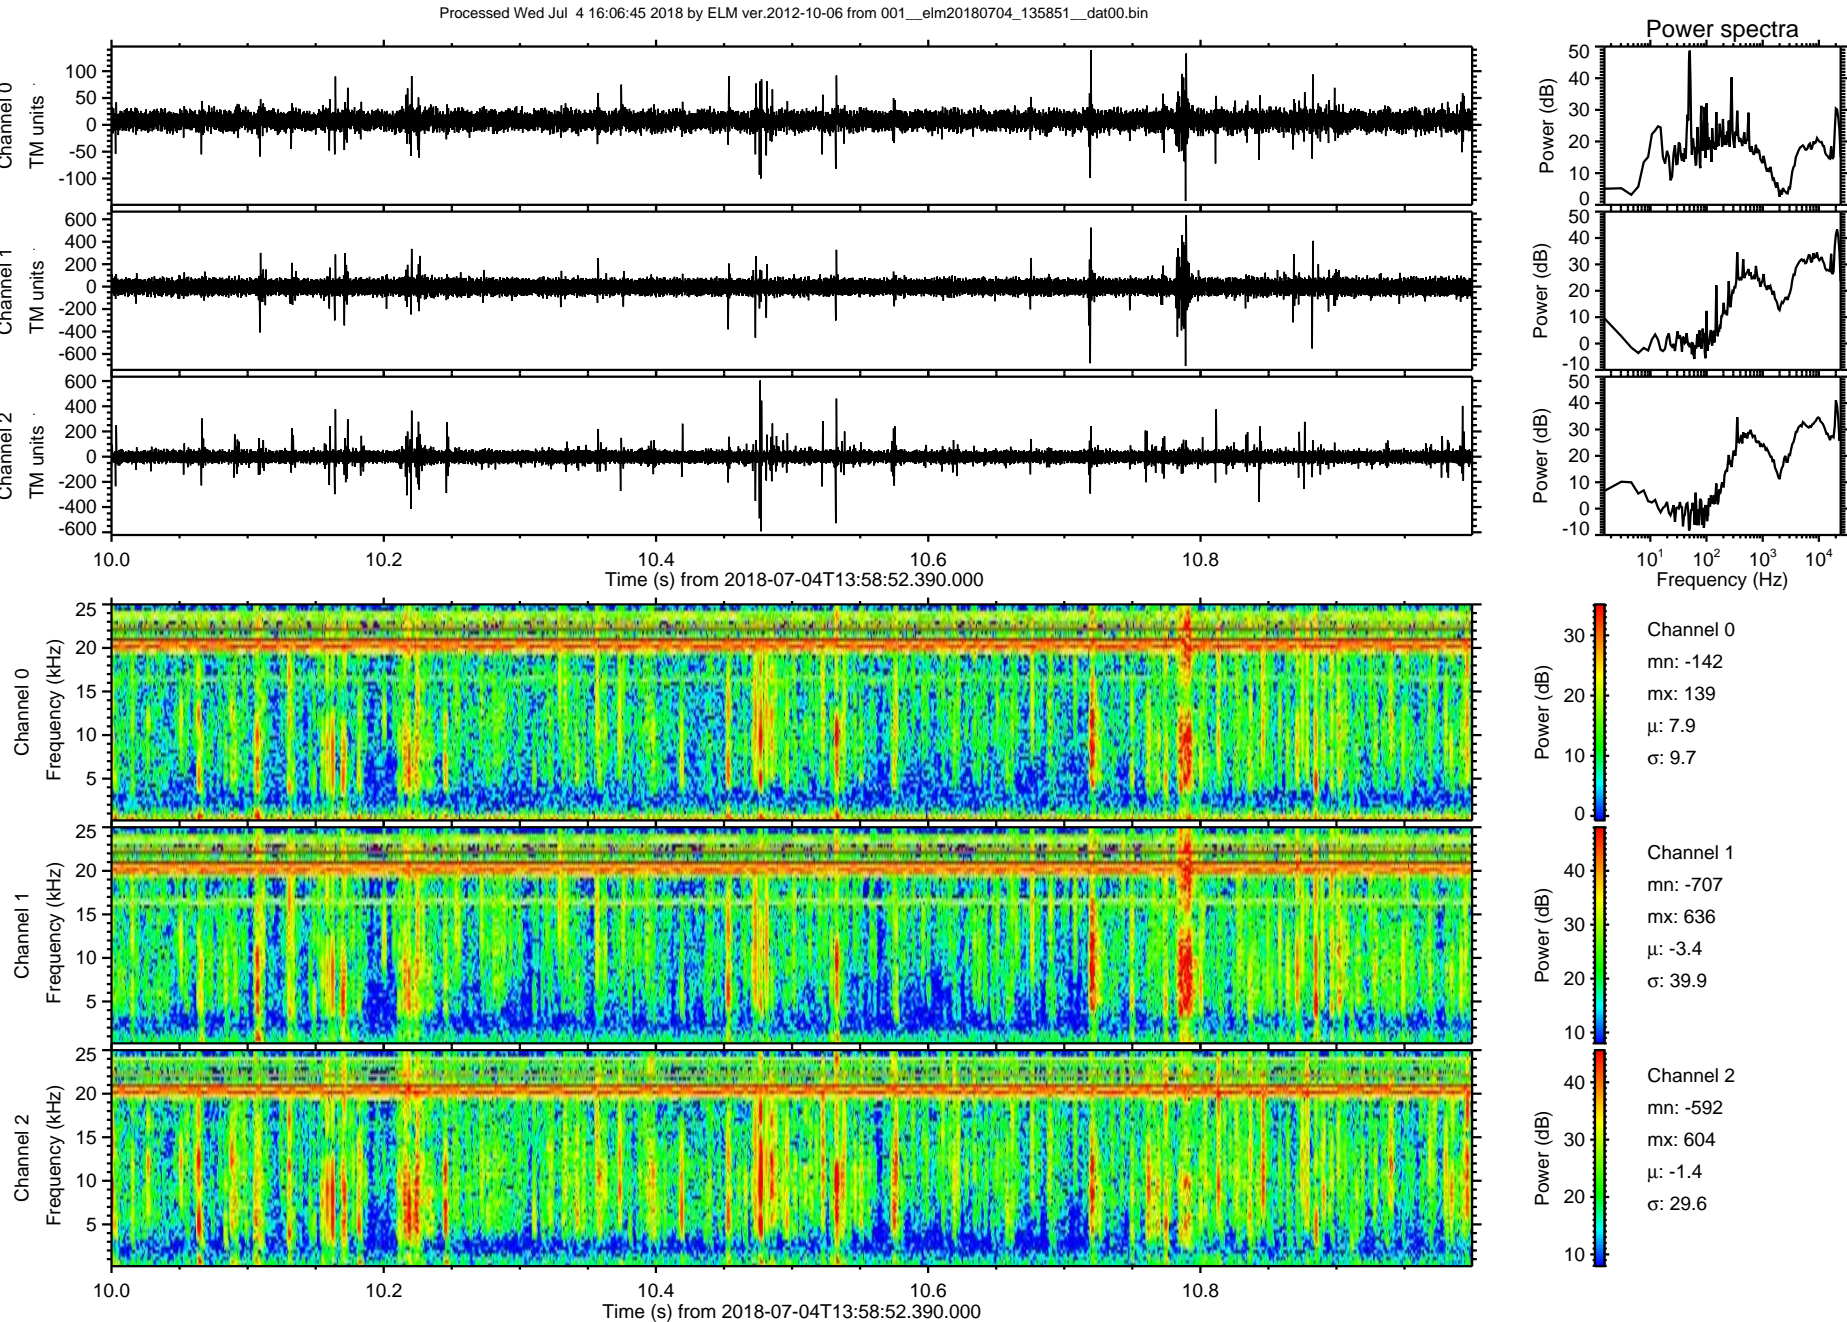 Processed Wed Jul  4 16:06:45 2018 by ELM ver.2012-10-06 from 001__elm20180704_135851__dat00.bin
Power spectra
Channel 0
TM units
100
50
0
-50
-100
Power (dB)
50
40
30
20
10
0
Channel 1
TM units
600
400
200
0
-200
-400
-600
Power (dB)
50
40
30
20
10
0
-10
Channel 2
TM units
600
400
200
0
-200
-400
-600
Power (dB)
50
40
30
20
10
0
-10
10.0 10.2 10.4 10.6 10.8
Time (s) from 2018-07-04T13:58:52.390.000
10¹ 10² 10³ 10⁴
Frequency (Hz)
Channel 0
Frequency (kHz)
25
20
15
10
5
Power (dB)
30
20
10
0
Channel 0
mn: -142
mx: 139
μ: 7.9
σ: 9.7
Channel 1
Frequency (kHz)
25
20
15
10
5
Power (dB)
40
30
20
10
Channel 1
mn: -707
mx: 636
μ: -3.4
σ: 39.9
Channel 2
Frequency (kHz)
25
20
15
10
5
Power (dB)
40
30
20
10
Channel 2
mn: -592
mx: 604
μ: -1.4
σ: 29.6
10.0 10.2 10.4 10.6 10.8
Time (s) from 2018-07-04T13:58:52.390.000